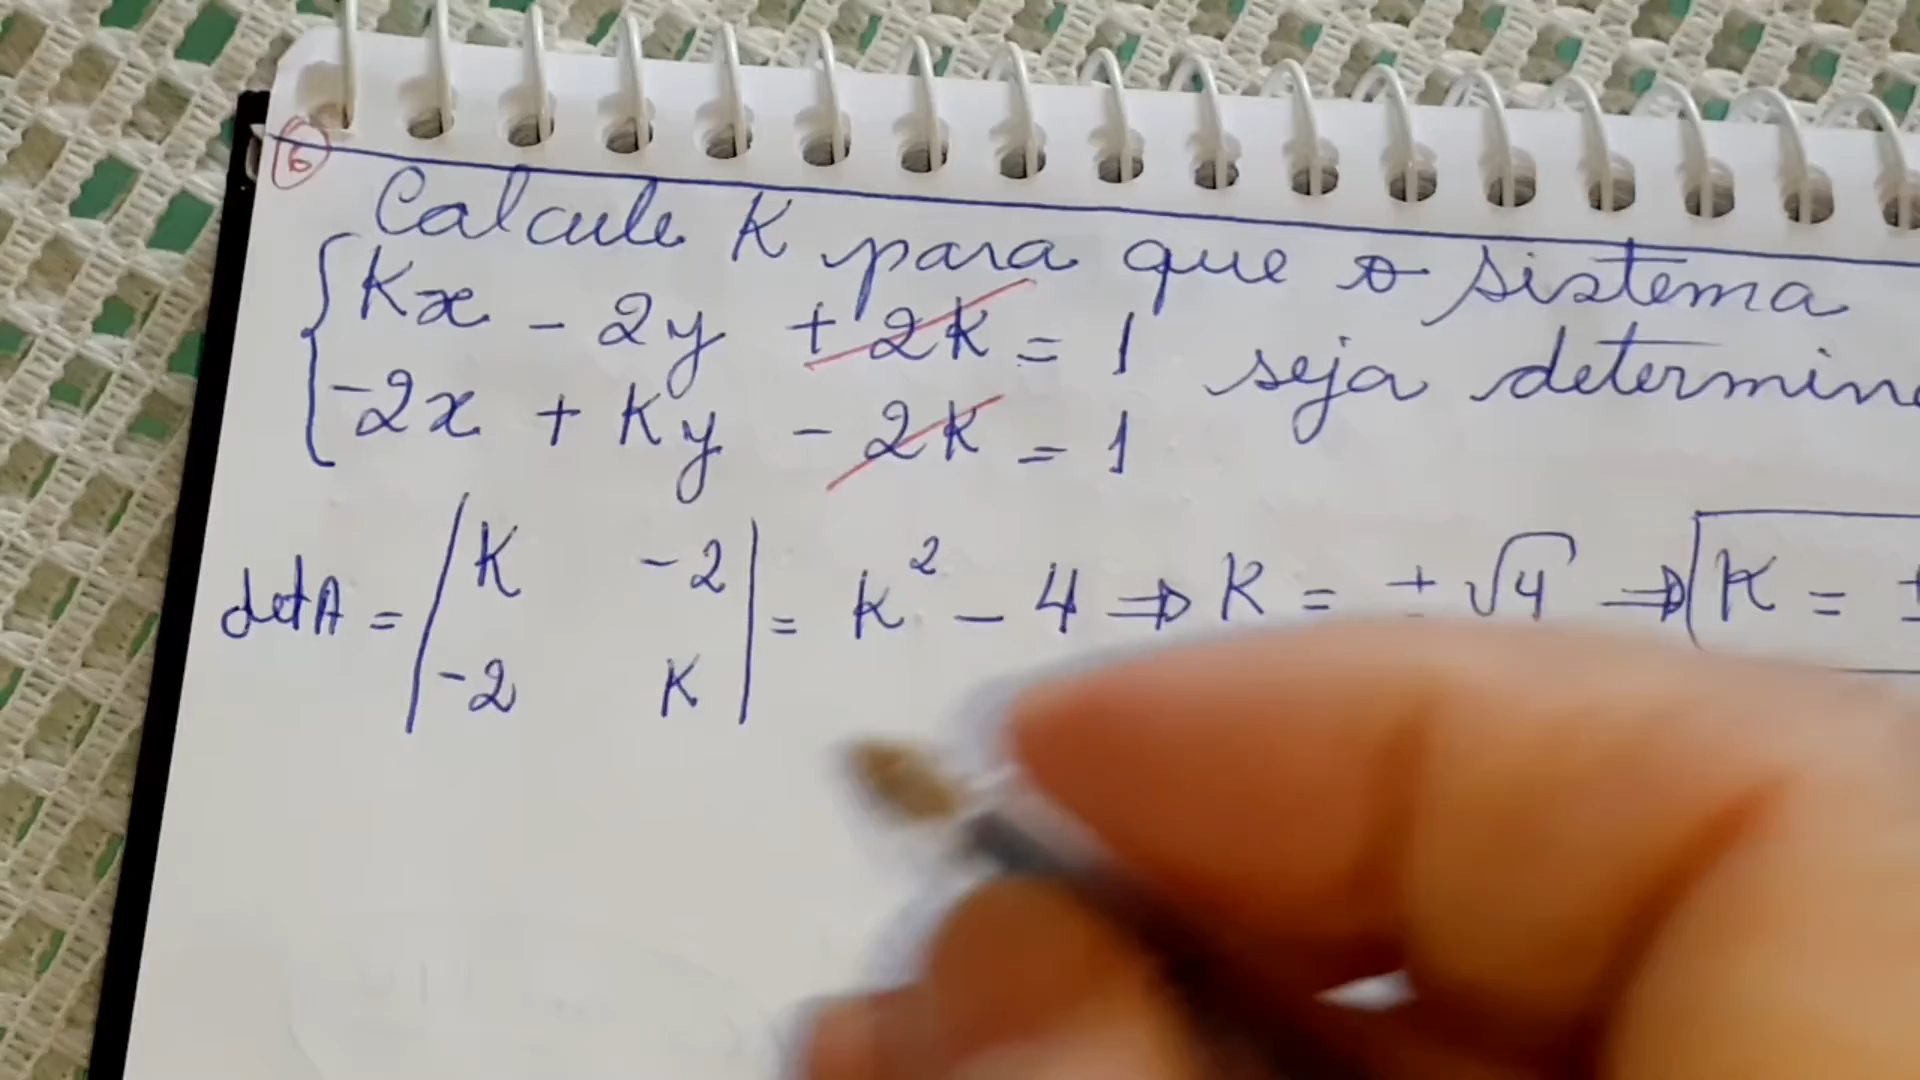 6
Calcule K para que o sistema
Kx - 2y + 2K = 1
-2x + Ky - 2K = 1
seja
detA = | K -2 | = K² - 4 ⇒ K = ± √4 ⇒ K = ±
| -2 K |